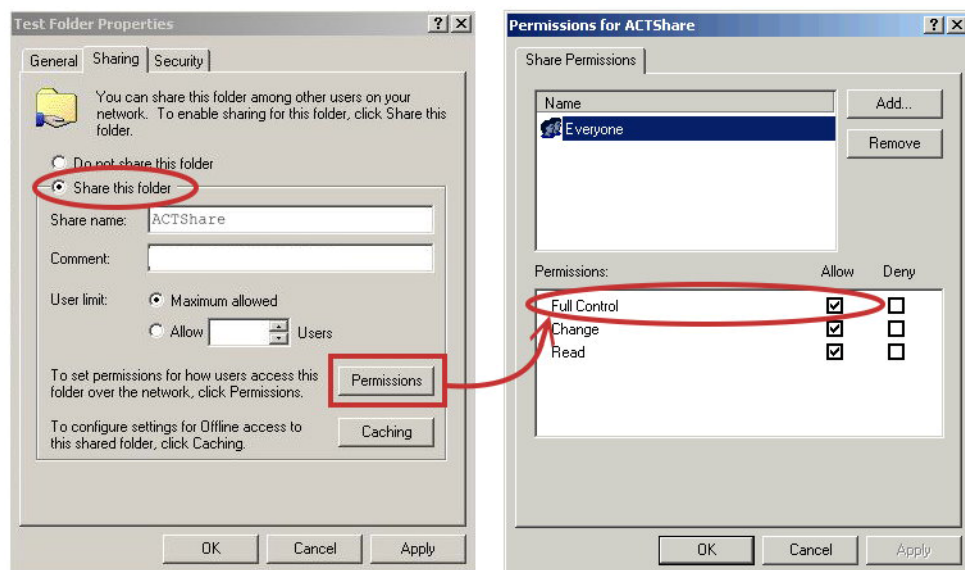 Test Folder Properties
General Sharing Security
You can share this folder among other users on your
network. To enable sharing for this folder, click Share this
folder.
Do not share this folder
Share this folder
Share name: ACTShare
Comment:
User limit: Maximum allowed
Allow Users
To set permissions for how users access this
folder over the network, click Permissions.
Permissions
To configure settings for Offline access to
this shared folder, click Caching.
Caching
OK Cancel Apply
Permissions for ACTShare
Share Permissions
Name
Everyone
Add...
Remove
Permissions: Allow Deny
Full Control
Change
Read
OK Cancel Apply